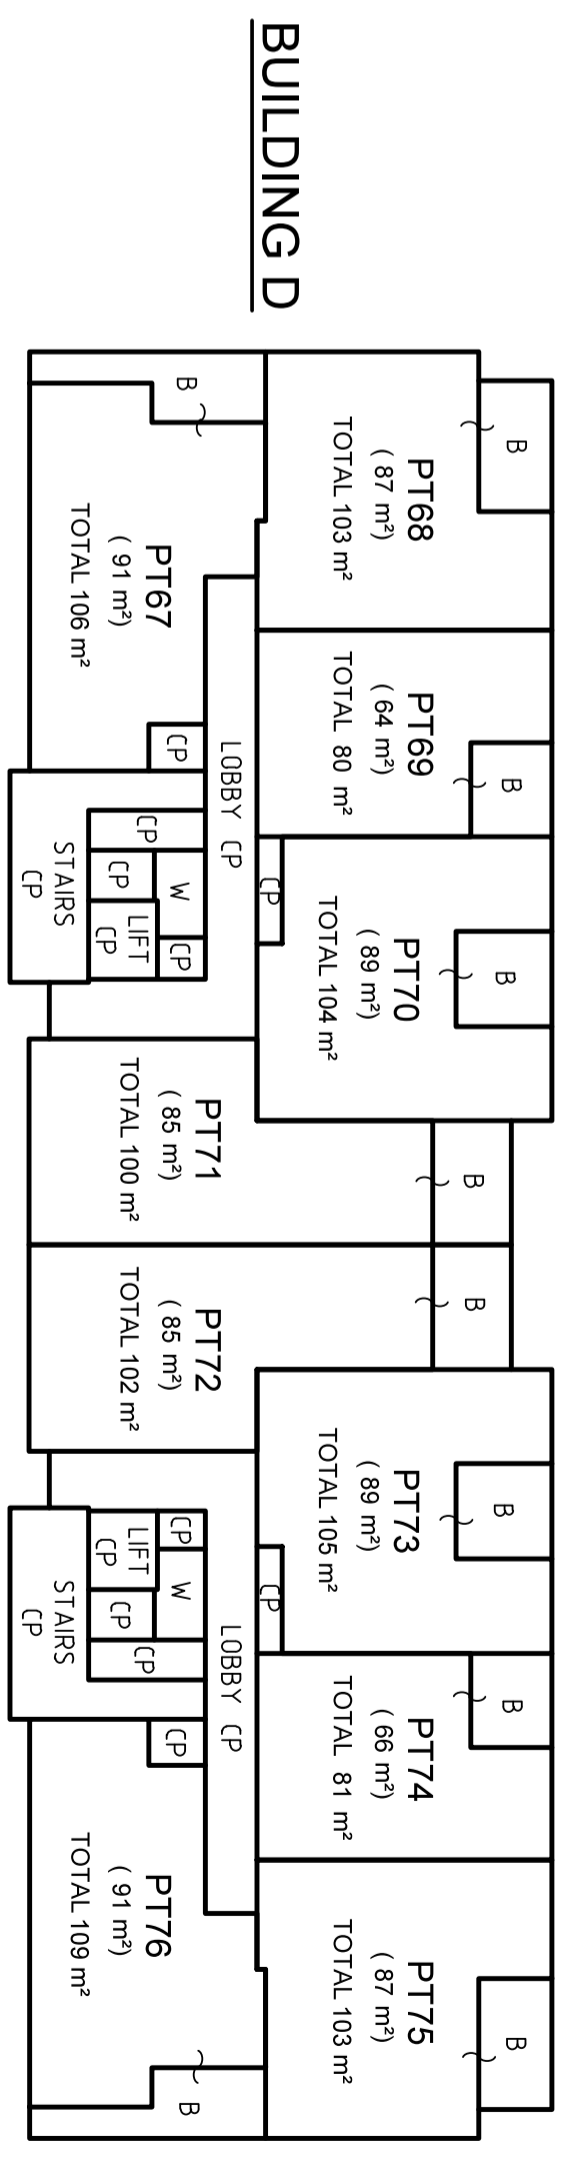 BUILDING D
B
PT68
( 87 m²)
TOTAL 103 m²
B
PT67
( 91 m²)
TOTAL 106 m²
CP
B
PT69
( 64 m²)
TOTAL 80 m²
LOBBY CP
CP
B
PT70
( 89 m²)
TOTAL 104 m²
STAIRS
CP
CP
CP
W
LIFT
CP
CP
B
PT71
( 85 m²)
TOTAL 100 m²
B
PT72
( 85 m²)
TOTAL 102 m²
B
PT73
( 89 m²)
TOTAL 105 m²
CP
CP
W
LIFT
CP
CP
CP
STAIRS
CP
LOBBY CP
B
PT74
( 66 m²)
TOTAL 81 m²
CP
B
PT75
( 87 m²)
TOTAL 103 m²
PT76
( 91 m²)
TOTAL 109 m²
B